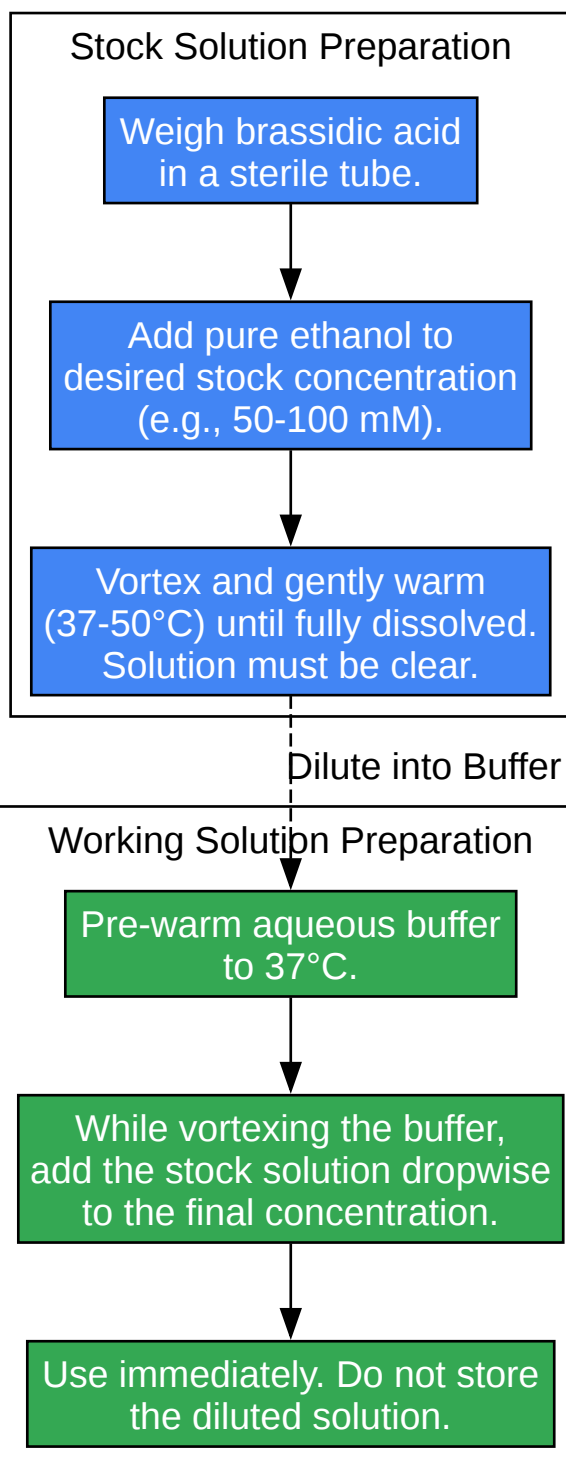 Stock Solution Preparation
Weigh brassidic acid
in a sterile tube.
Add pure ethanol to
desired stock concentration
(e.g., 50-100 mM).
Vortex and gently warm
(37-50°C) until fully dissolved.
Solution must be clear.
Dilute into Buffer
Working Solution Preparation
Pre-warm aqueous buffer
to 37°C.
While vortexing the buffer,
add the stock solution dropwise
to the final concentration.
Use immediately. Do not store
the diluted solution.